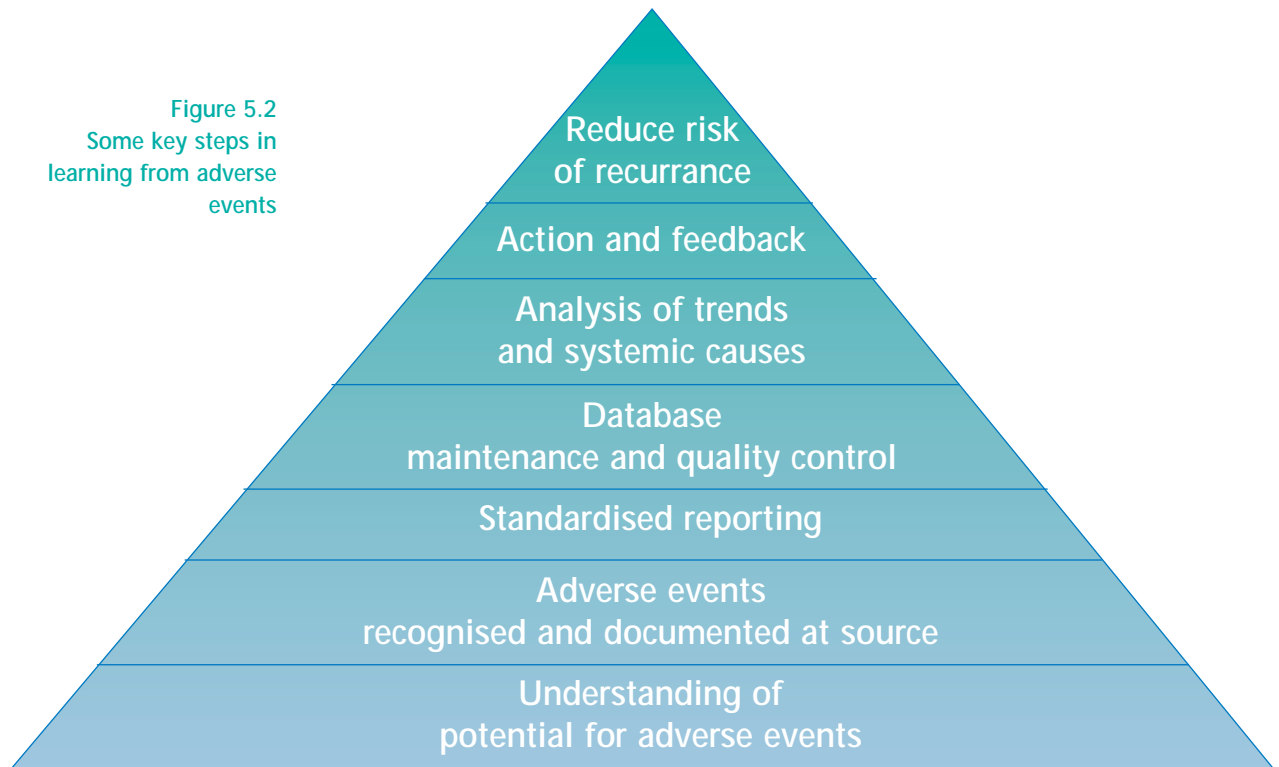 Figure 5.2
Some key steps in
learning from adverse
events
Reduce risk
of recurrance
Action and feedback
Analysis of trends
and systemic causes
Database
maintenance and quality control
Standardised reporting
Adverse events
recognised and documented at source
Understanding of
potential for adverse events